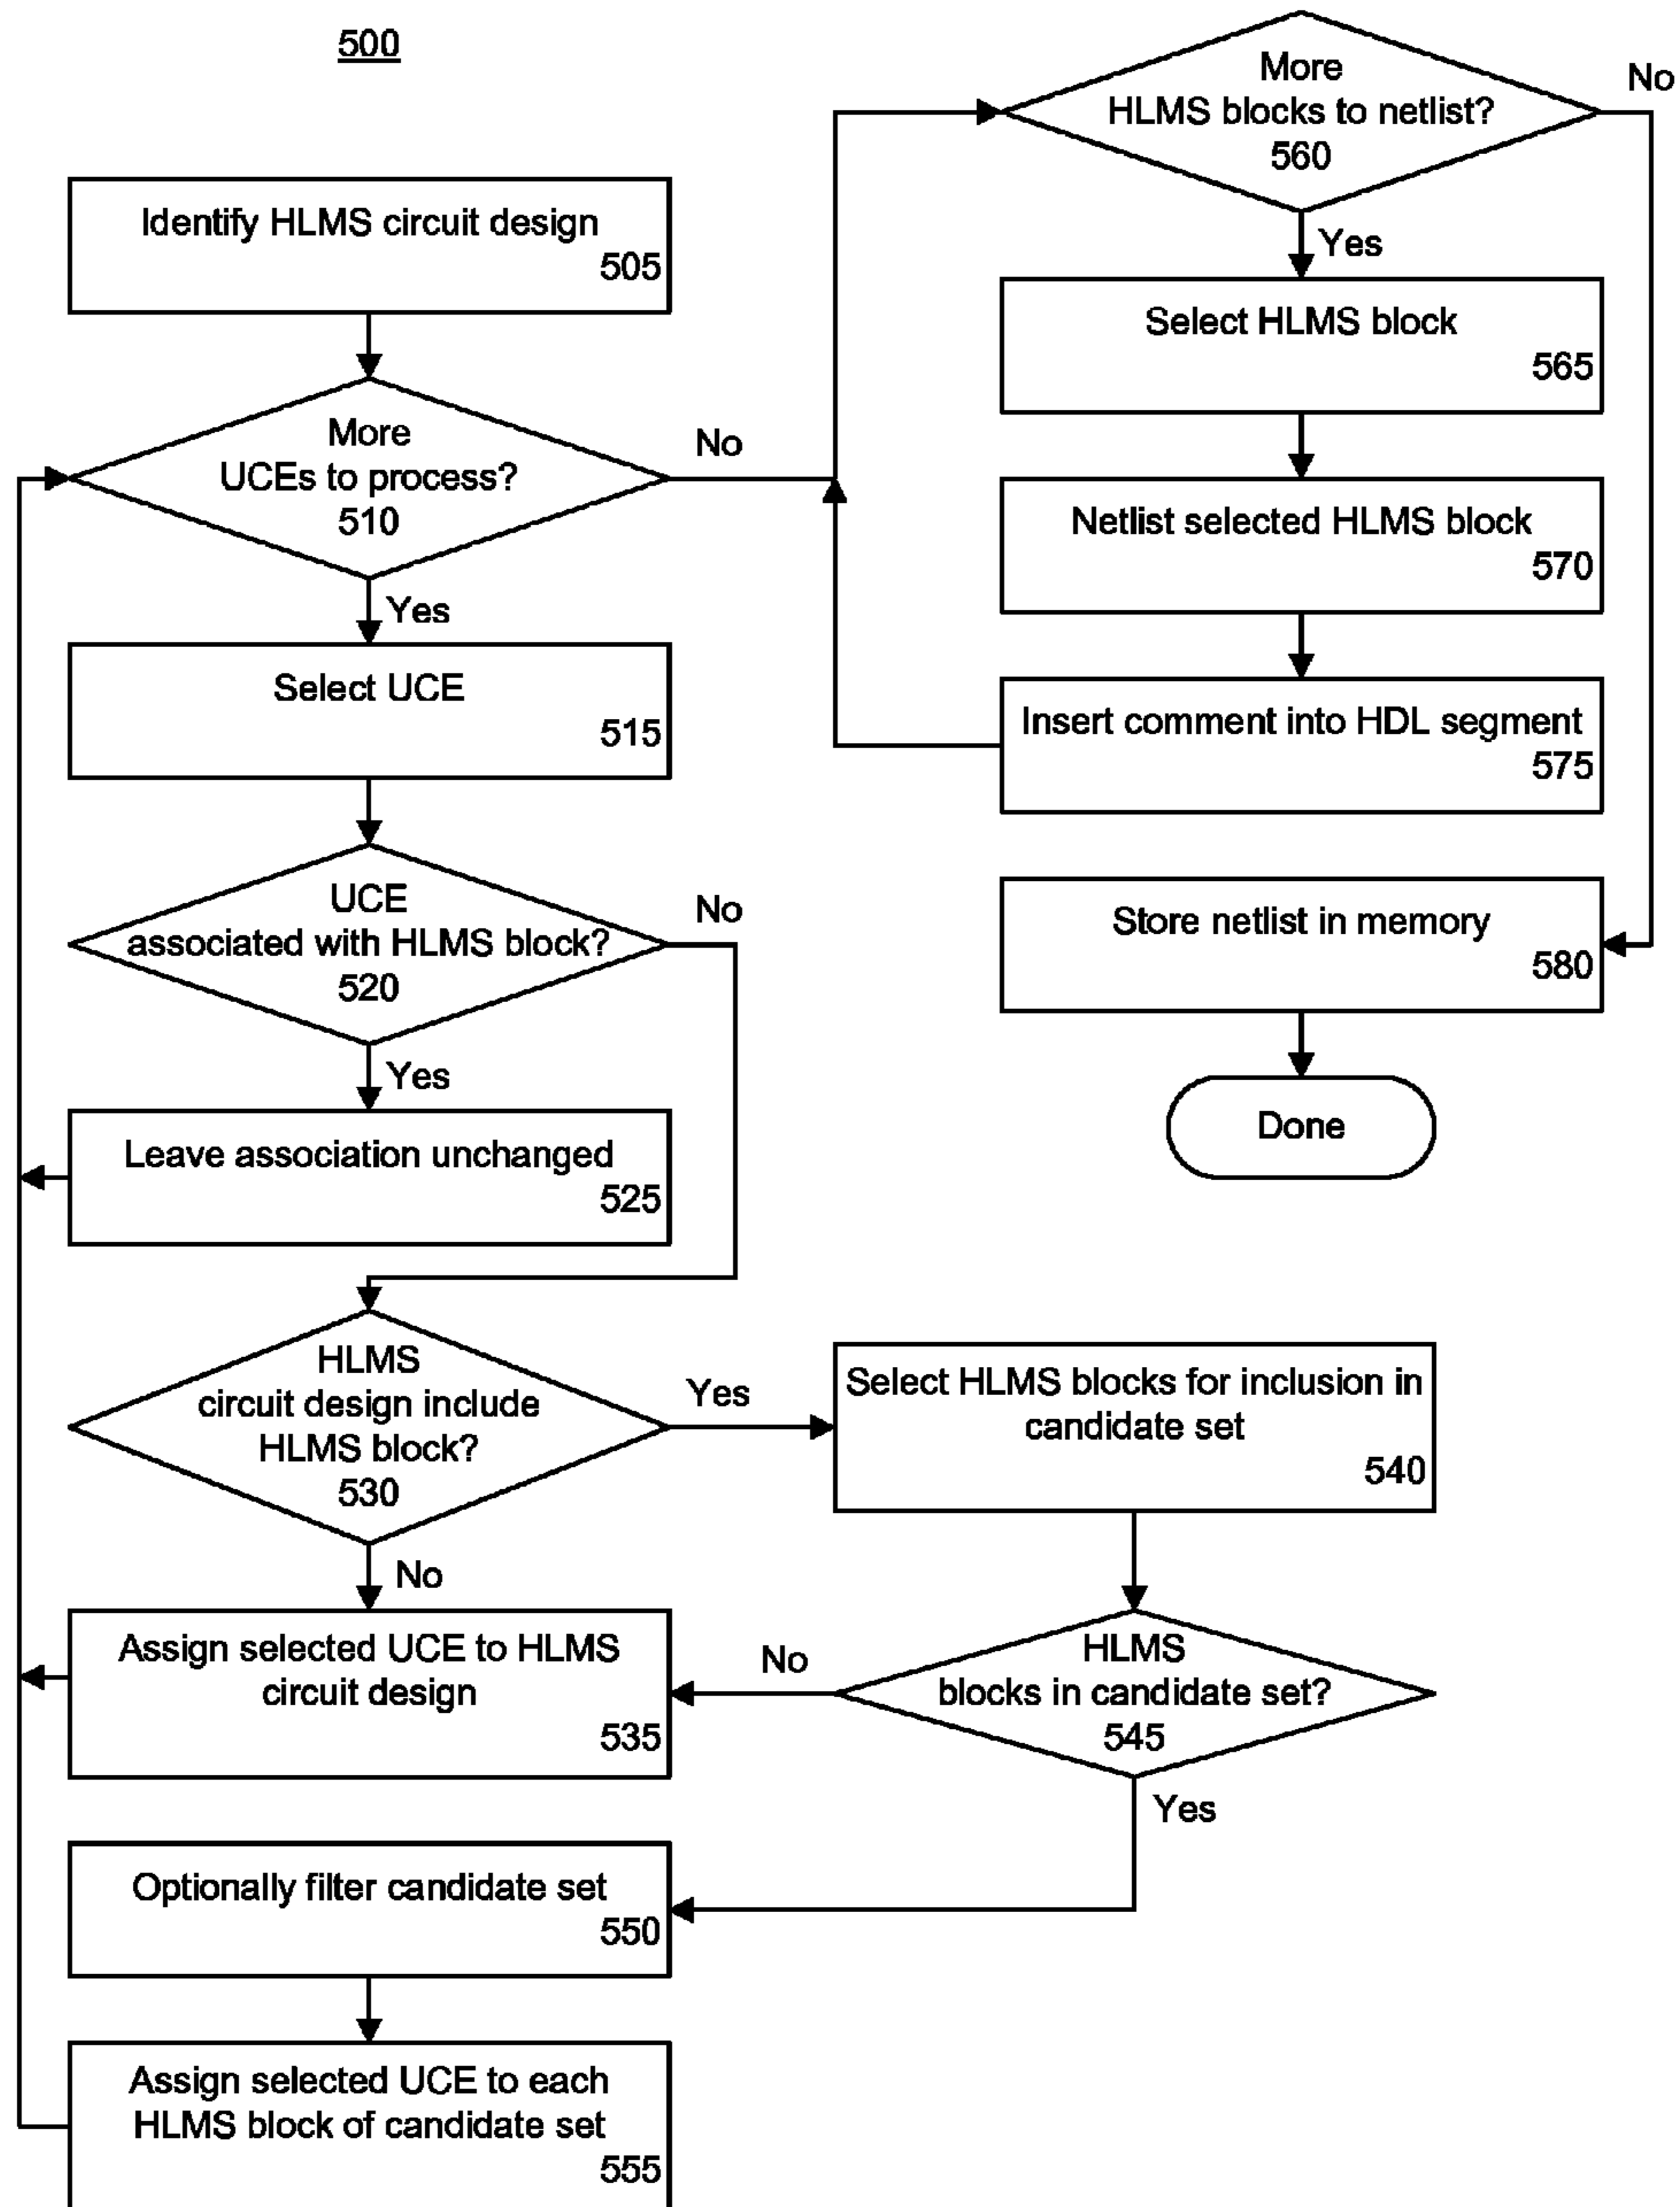 500
Identify HLMS circuit design
505
More
UCEs to process?
510
No
Yes
Select UCE
515
UCE
associated with HLMS block?
520
No
Yes
Leave association unchanged
525
HLMS
circuit design include
HLMS block?
530
Yes
No
Assign selected UCE to HLMS
circuit design
535
Select HLMS blocks for inclusion in
candidate set
540
HLMS
blocks in candidate set?
545
No
Yes
Optionally filter candidate set
550
Assign selected UCE to each
HLMS block of candidate set
555
More
HLMS blocks to netlist?
560
No
Yes
Select HLMS block
565
Netlist selected HLMS block
570
Insert comment into HDL segment
575
Store netlist in memory
580
Done